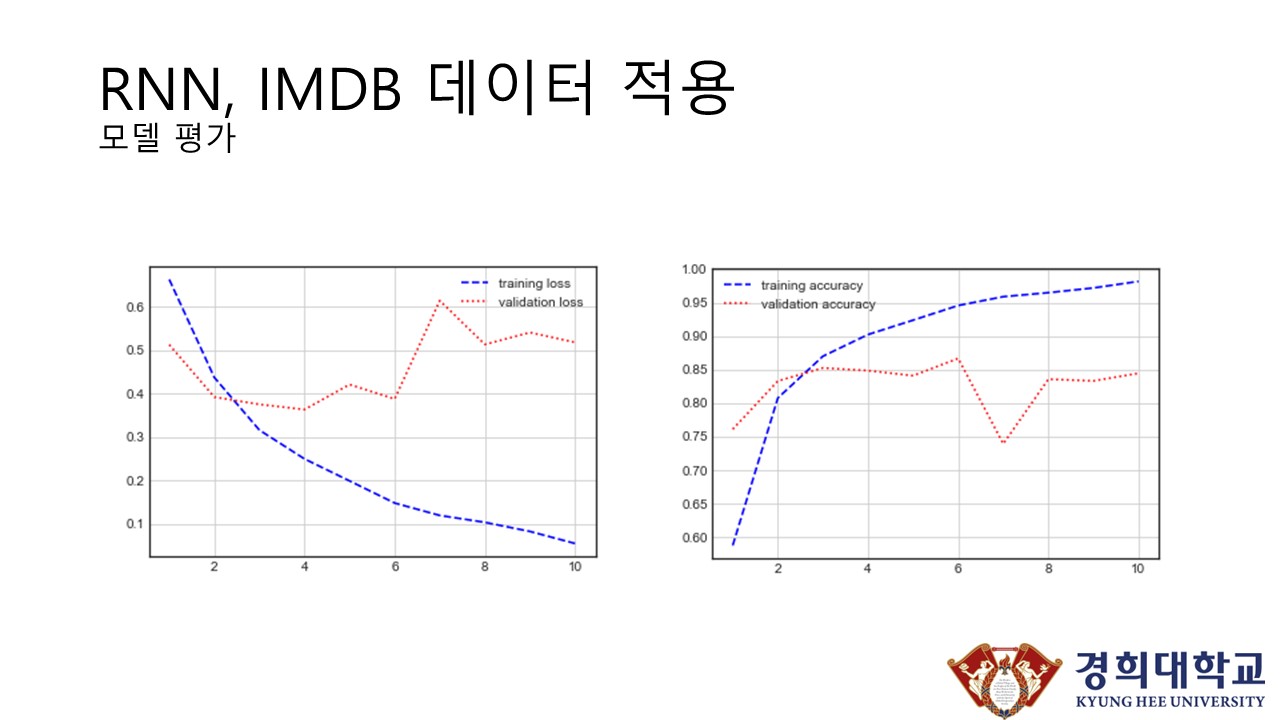 RNN, IMDB 데이터 적용
모델 평가
training loss
validation loss
0.6
0.5
0.4
0.3
0.2
0.1
2 4 6 8 10
training accuracy
validation accuracy
1.00
0.95
0.90
0.85
0.80
0.75
0.70
0.65
0.60
2 4 6 8 10
경희대학교
KYUNG HEE UNIVERSITY